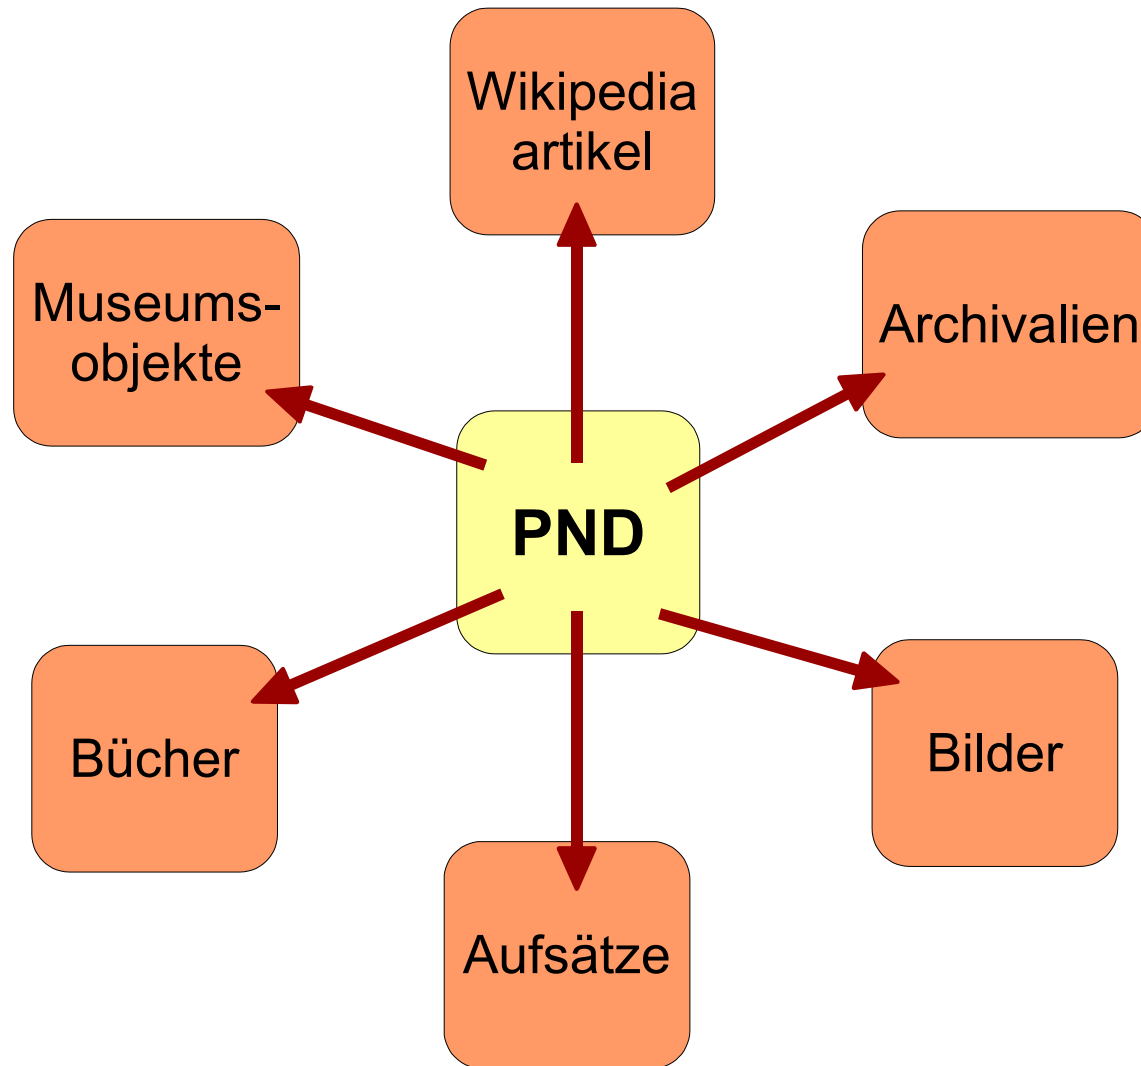 Wikipedia
artikel
Museums-
objekte
Archivalien
PND
Bücher
Bilder
Aufsätze